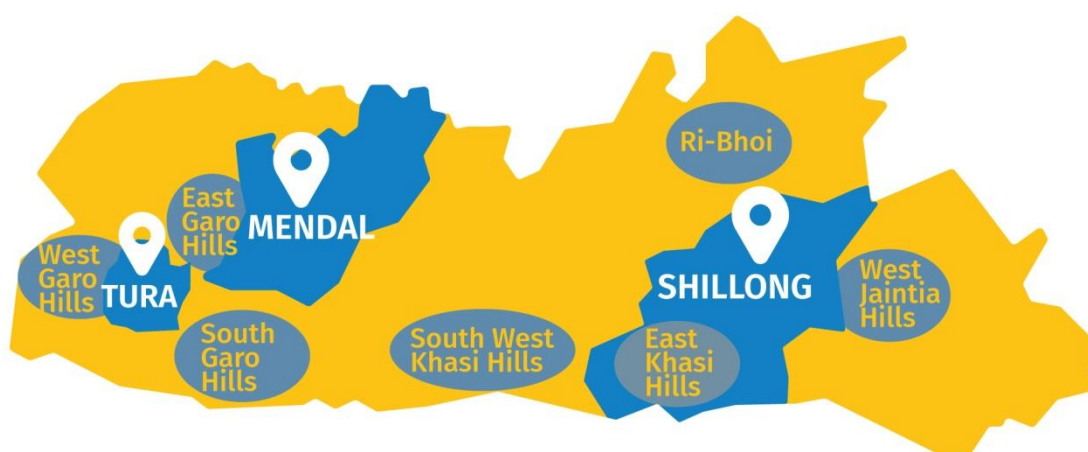 Ri-Bhoi
East
Garo
Hills
MENDAL
West
Garo
Hills
TURA
SHILLONG
West
Jaintia
Hills
South
Garo
Hills
South West
Khasi Hills
East
Khasi
Hills